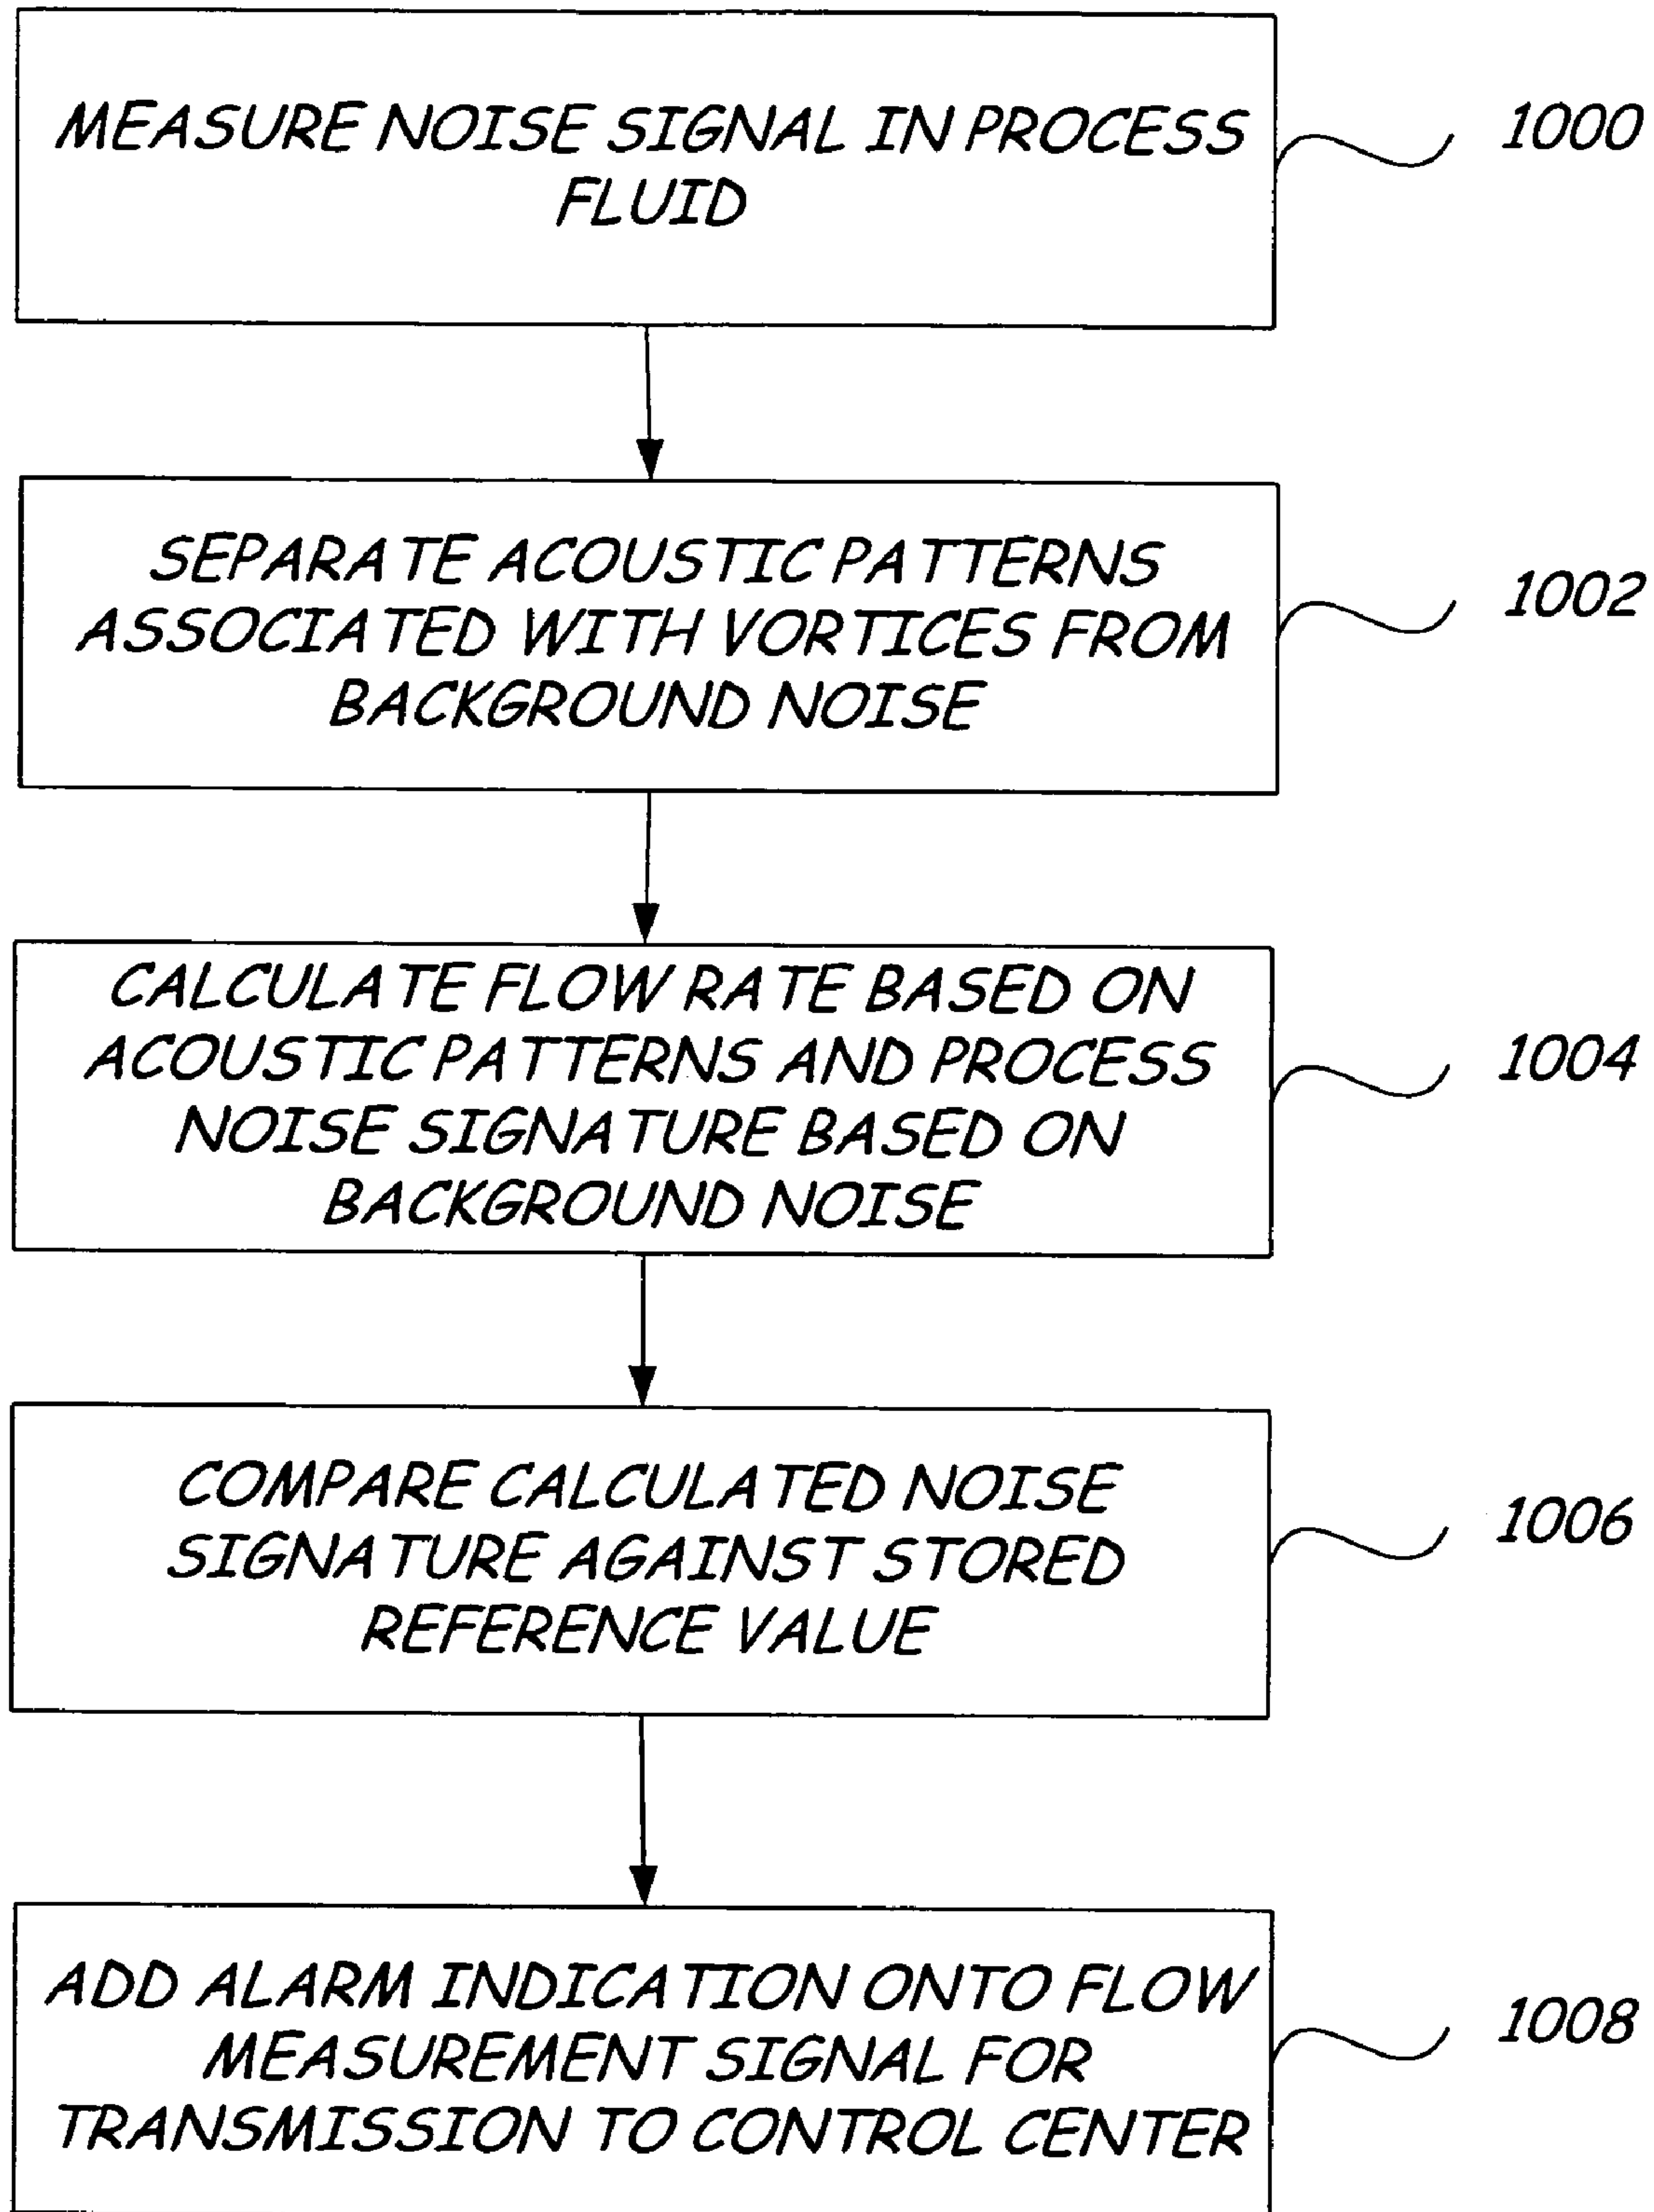 MEASURE NOISE SIGNAL IN PROCESS
FLUID
1000
SEPARATE ACOUSTIC PATTERNS
ASSOCIATED WITH VORTICES FROM
BACKGROUND NOISE
1002
CALCULATE FLOW RATE BASED ON
ACOUSTIC PATTERNS AND PROCESS
NOISE SIGNATURE BASED ON
BACKGROUND NOISE
1004
COMPARE CALCULATED NOISE
SIGNATURE AGAINST STORED
REFERENCE VALUE
1006
ADD ALARM INDICATION ONTO FLOW
MEASUREMENT SIGNAL FOR
TRANSMISSION TO CONTROL CENTER
1008